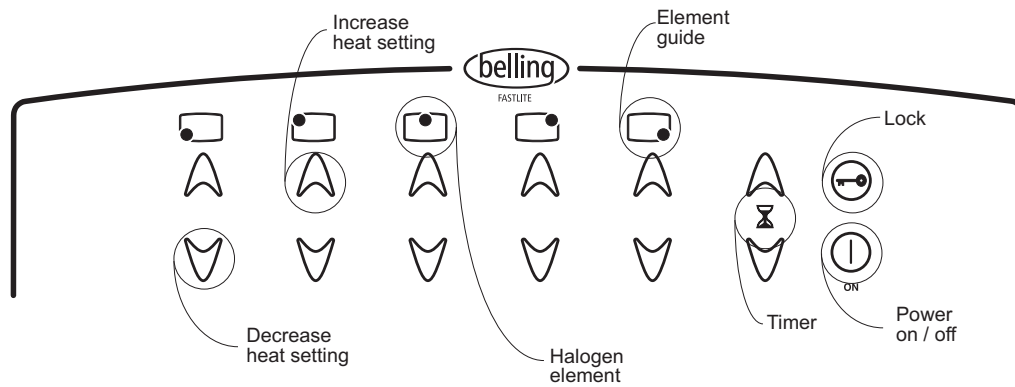 Increase
heat setting
Element
guide
belling
FASTLITE
Lock
ON
Decrease
heat setting
Halogen
element
Timer
Power
on / off